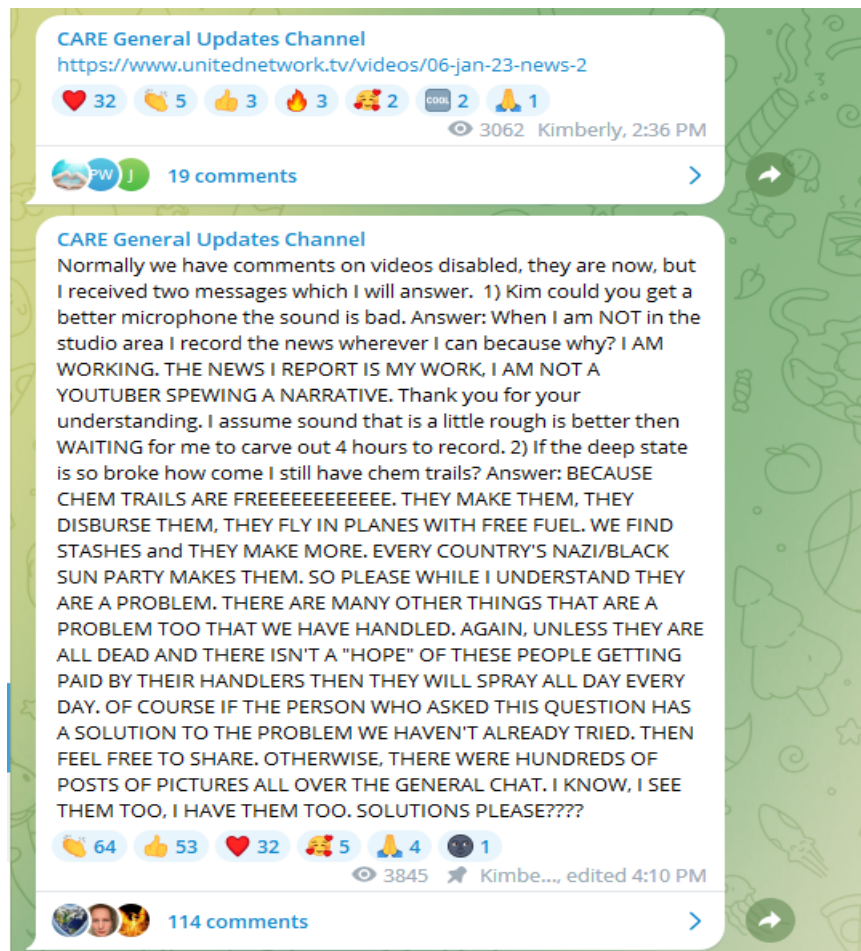 CARE General Updates Channel
https://www.unitednetwork.tv/videos/06-jan-23-news-2
32 5 3 3 2 COOL 2 1
3062 Kimberly, 2:36 PM
PW J 19 comments
CARE General Updates Channel
Normally we have comments on videos disabled, they are now, but
I received two messages which I will answer. 1) Kim could you get a
better microphone the sound is bad. Answer: When I am NOT in the
studio area I record the news wherever I can because why? I AM
WORKING. THE NEWS I REPORT IS MY WORK, I AM NOT A
YOUTUBER SPEWING A NARRATIVE. Thank you for your
understanding. I assume sound that is a little rough is better then
WAITING for me to carve out 4 hours to record. 2) If the deep state
is so broke how come I still have chem trails? Answer: BECAUSE
CHEM TRAILS ARE FREEEEEEEEEEEE. THEY MAKE THEM, THEY
DISBURSE THEM, THEY FLY IN PLANES WITH FREE FUEL. WE FIND
STASHES and THEY MAKE MORE. EVERY COUNTRY'S NAZI/BLACK
SUN PARTY MAKES THEM. SO PLEASE WHILE I UNDERSTAND THEY
ARE A PROBLEM. THERE ARE MANY OTHER THINGS THAT ARE A
PROBLEM TOO THAT WE HAVE HANDLED. AGAIN, UNLESS THEY ARE
ALL DEAD AND THERE ISN'T A "HOPE" OF THESE PEOPLE GETTING
PAID BY THEIR HANDLERS THEN THEY WILL SPRAY ALL DAY EVERY
DAY. OF COURSE IF THE PERSON WHO ASKED THIS QUESTION HAS
A SOLUTION TO THE PROBLEM WE HAVEN'T ALREADY TRIED. THEN
FEEL FREE TO SHARE. OTHERWISE, THERE WERE HUNDREDS OF
POSTS OF PICTURES ALL OVER THE GENERAL CHAT. I KNOW, I SEE
THEM TOO, I HAVE THEM TOO. SOLUTIONS PLEASE????
64 53 32 5 4 1
3845 Kimbe..., edited 4:10 PM
114 comments